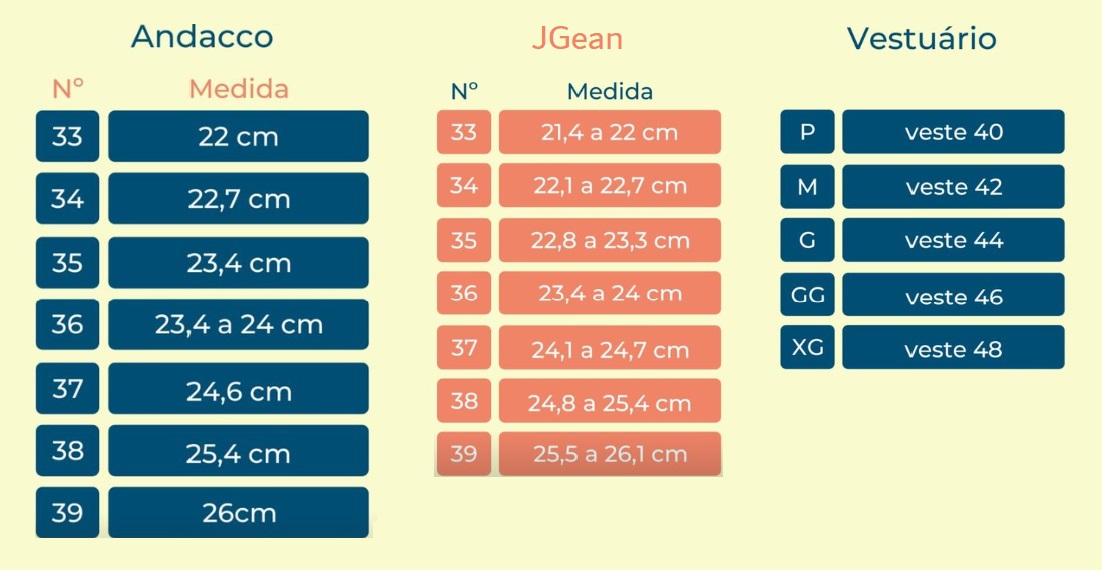 Andacco
Nº Medida
33 22 cm
34 22,7 cm
35 23,4 cm
36 23,4 a 24 cm
37 24,6 cm
38 25,4 cm
39 26cm
JGean
Nº Medida
33 21,4 a 22 cm
34 22,1 a 22,7 cm
35 22,8 a 23,3 cm
36 23,4 a 24 cm
37 24,1 a 24,7 cm
38 24,8 a 25,4 cm
39 25,5 a 26,1 cm
Vestuário
P veste 40
M veste 42
G veste 44
GG veste 46
XG veste 48